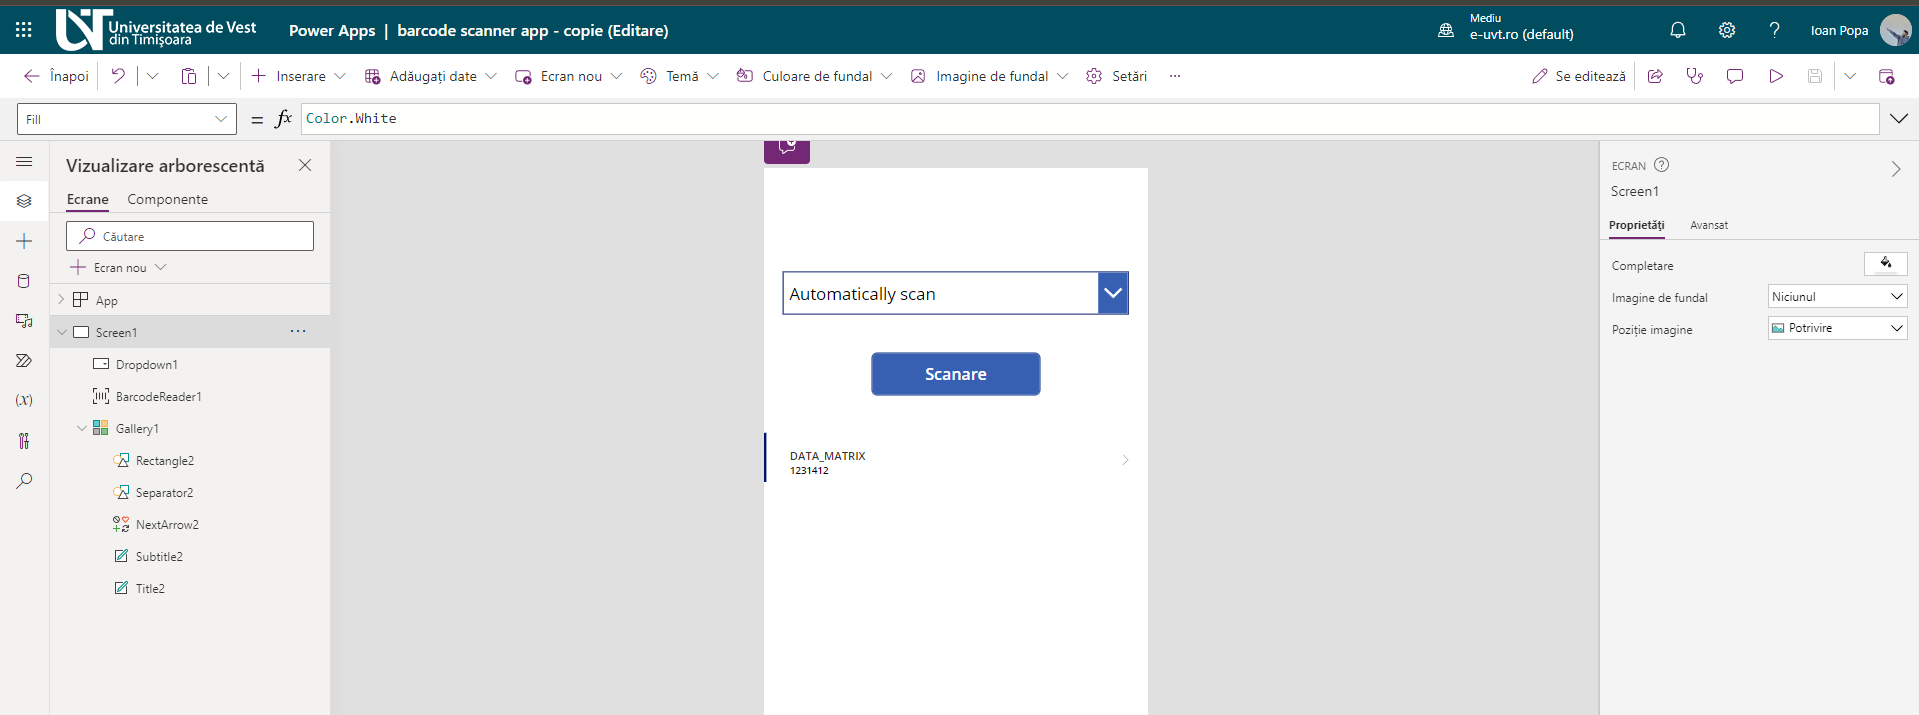 Universitatea de Vest
din Timișoara
Power Apps | barcode scanner app - copie (Editare)
Mediu
e-uvt.ro (default)
Ioan Popa
Înapoi
Inserare
Adăugați date
Ecran nou
Temă
Culoare de fundal
Imagine de fundal
Setări
Se editează
Fill
= fx Color.White
Vizualizare arborescentă
Ecrane Componente
Căutare
Ecran nou
App
Screen1
Dropdown1
BarcodeReader1
Gallery1
Rectangle2
Separator2
NextArrow2
Subtitle2
Title2
Automatically scan
Scanare
DATA_MATRIX
1231412
ECRAN
Screen1
Proprietăți Avansat
Completare
Imagine de fundal Niciunul
Poziție imagine Potrivire